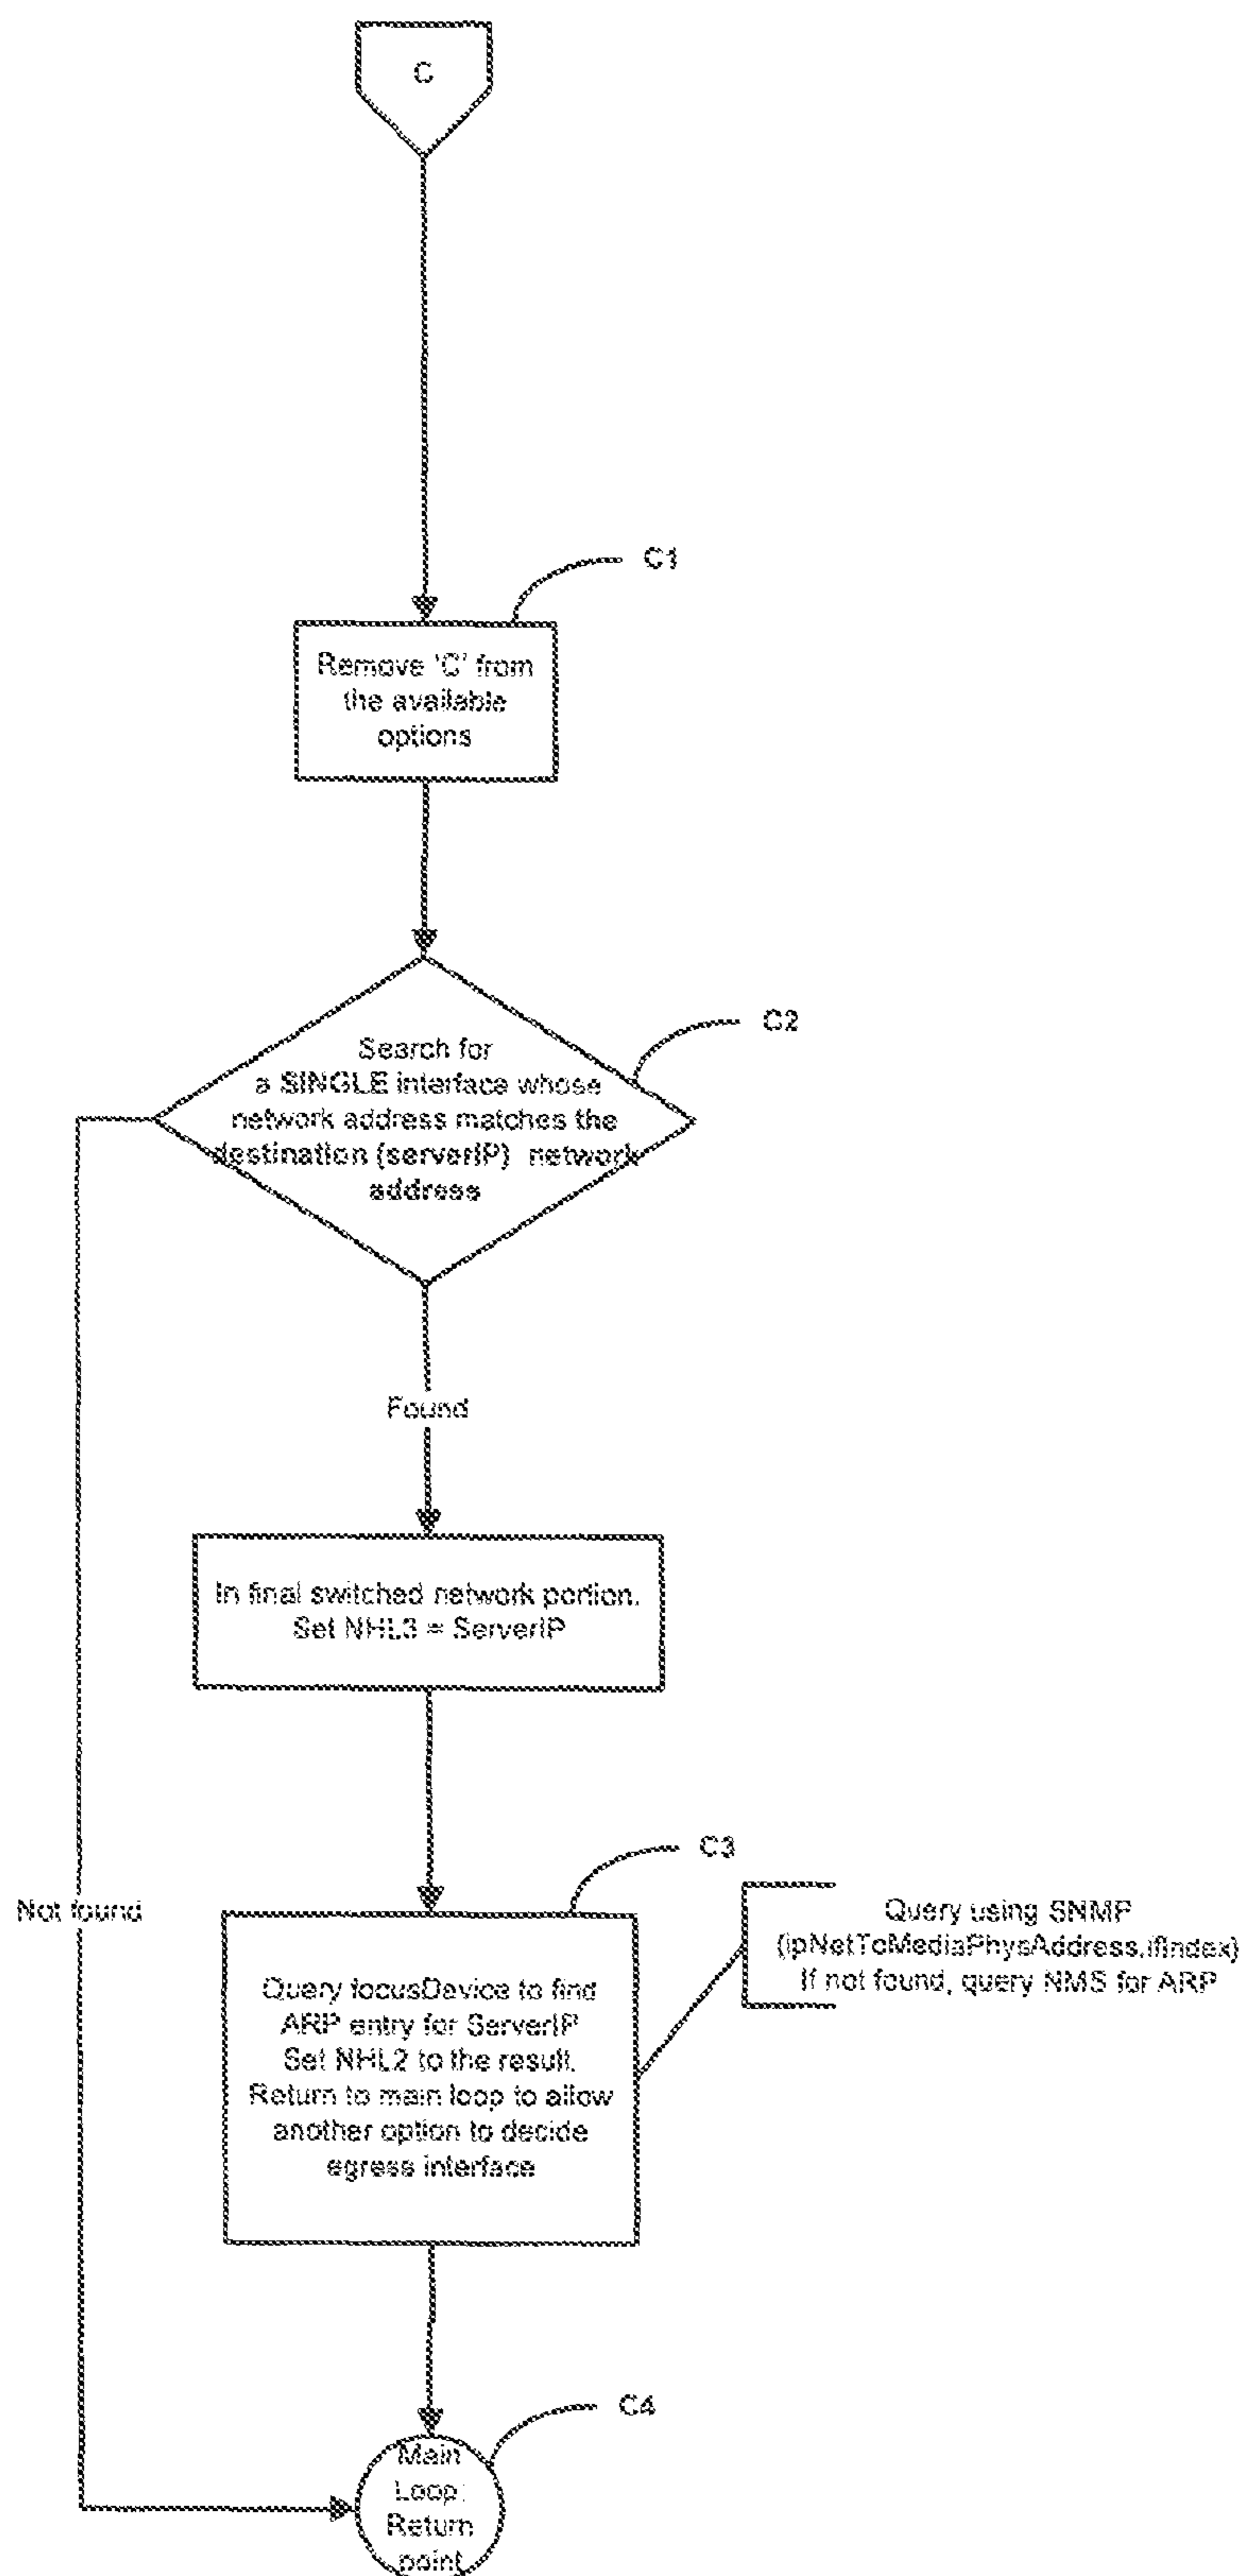 C
C1
Remove 'C' from
the available
options
C2
Search for
a SINGLE interface whose
network address matches the
destination (serverIP) network
address
Found
In final switched network portion.
Set NHL3 = ServerIP
C3
Not found
Query using SNMP
(ipNetToMediaPhysAddress.ifIndex)
If not found, query NMS for ARP
Query focusDevice to find
ARP entry for ServerIP
Set NHL2 to the result.
Return to main loop to allow
another option to decide
egress interface
C4
Main
Loop:
Return
point